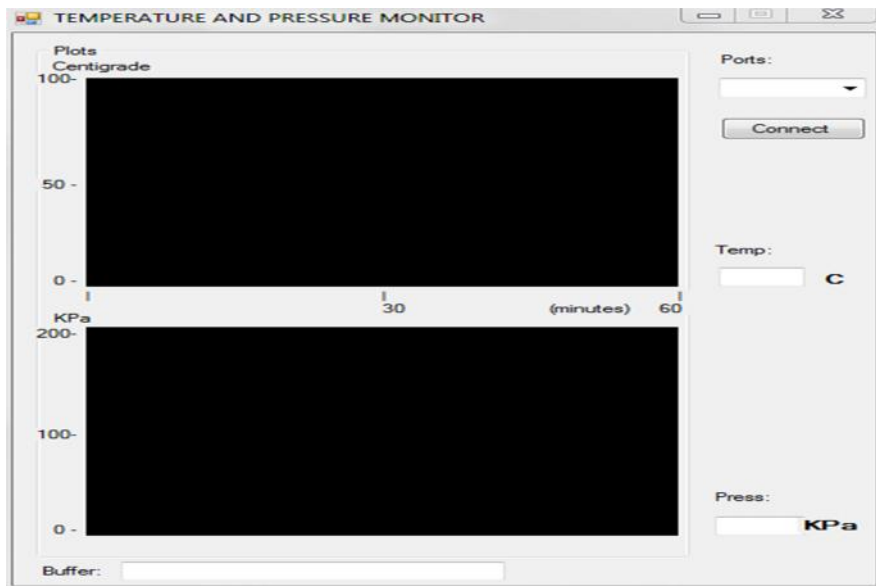 TEMPERATURE AND PRESSURE MONITOR
Plots
Centigrade
100-
50 -
0 -
30 (minutes) 60
KPa
200-
100-
0 -
Buffer:
Ports:
Connect
Temp:
C
Press:
KPa